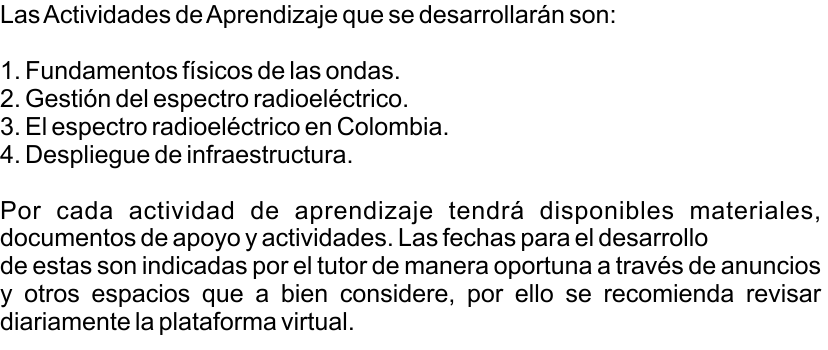 Las Actividades de Aprendizaje que se desarrollarán son:
1. Fundamentos físicos de las ondas.
2. Gestión del espectro radioeléctrico.
3. El espectro radioeléctrico en Colombia.
4. Despliegue de infraestructura.
Por cada actividad de aprendizaje tendrá disponibles materiales,
documentos de apoyo y actividades. Las fechas para el desarrollo
de estas son indicadas por el tutor de manera oportuna a través de anuncios
y otros espacios que a bien considere, por ello se recomienda revisar
diariamente la plataforma virtual.